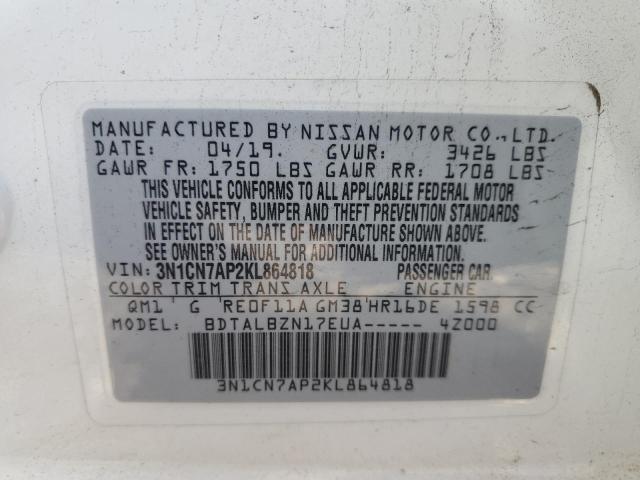 MANUFACTURED BY NISSAN MOTOR CO., LTD.
DATE: 04/19. GVWR: 3426 LBS
GAWR FR: 1750 LBS GAWR RR: 1708 LBS
THIS VEHICLE CONFORMS TO ALL APPLICABLE FEDERAL MOTOR
VEHICLE SAFETY, BUMPER AND THEFT PREVENTION STANDARDS
IN EFFECT ON THE DATE OF MANUFACTURE SHOWN ABOVE.
SEE OWNER'S MANUAL FOR ADDITIONAL INFORMATION.
VIN: 3N1CN7AP2KL864818 PASSENGER CAR.
COLOR TRIM TRANS AXLE ENGINE
QM1 G RE0F11A GM38 HR16DE 1598 CC
MODEL: BDTALBZN17EUA----- 4Z000
3N1CN7AP2KL864818